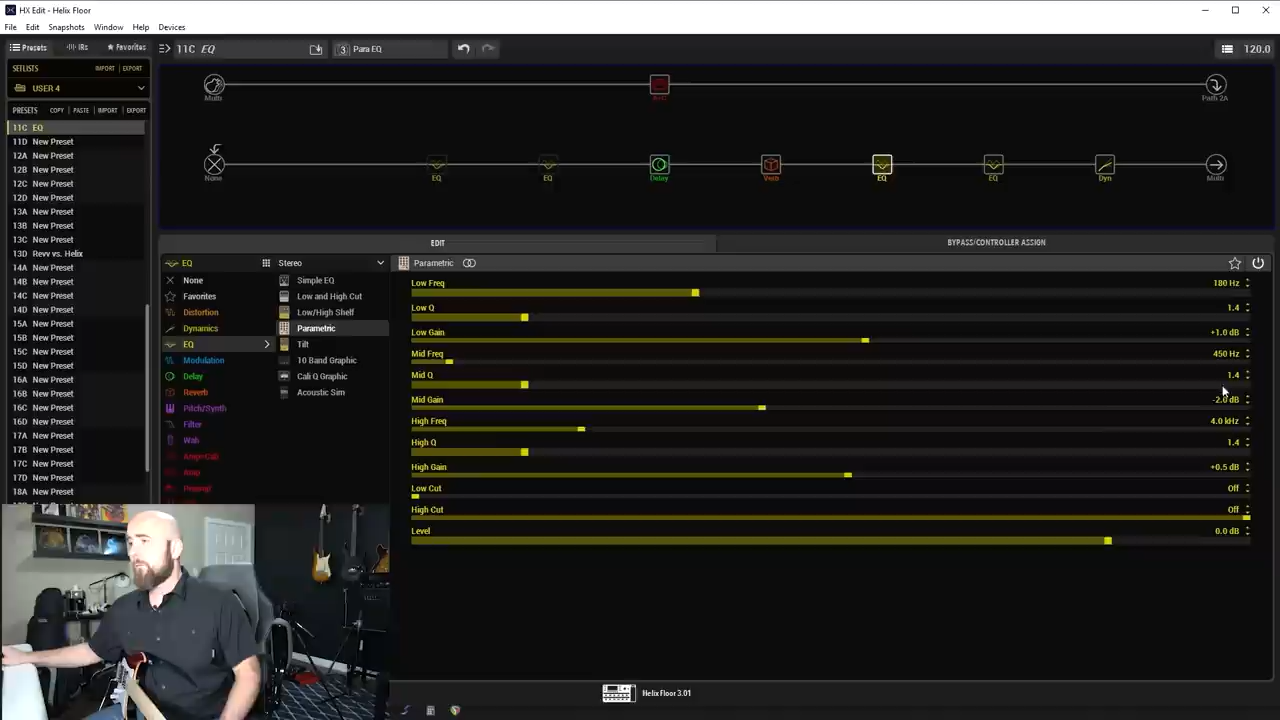 HX Edit - Helix Floor
File Edit Snapshots Window Help Devices
Presets IRs Favorites
11C EQ
3 Para EQ
120.0
SETLISTS IMPORT EXPORT
USER 4
PRESETS COPY PASTE IMPORT EXPORT
11C EQ
11D New Preset
12A New Preset
12B New Preset
12C New Preset
12D New Preset
13A New Preset
13B New Preset
13C New Preset
13D Revv vs. Helix
14A New Preset
14B New Preset
14C New Preset
14D New Preset
15A New Preset
15B New Preset
15C New Preset
15D New Preset
16A New Preset
16B New Preset
16C New Preset
16D New Preset
17A New Preset
17B New Preset
17C New Preset
17D New Preset
18A New Preset
Multi
Path 2A
None EQ EQ Delay Verb EQ EQ Dyn Multi
EDIT
BYPASS/CONTROLLER ASSIGN
EQ
None
Favorites
Distortion
Dynamics
EQ
Modulation
Delay
Reverb
Pitch/Synth
Filter
Wah
Amp+Cab
Amp
Preamp
Stereo
Simple EQ
Low and High Cut
Low/High Shelf
Parametric
Tilt
10 Band Graphic
Cali Q Graphic
Acoustic Sim
Parametric
Low Freq 180 Hz
Low Q 1.4
Low Gain +1.0 dB
Mid Freq 450 Hz
Mid Q 1.4
Mid Gain -2.0 dB
High Freq 4.0 kHz
High Q 1.4
High Gain +0.5 dB
Low Cut Off
High Cut Off
Level 0.0 dB
Helix Floor 3.01